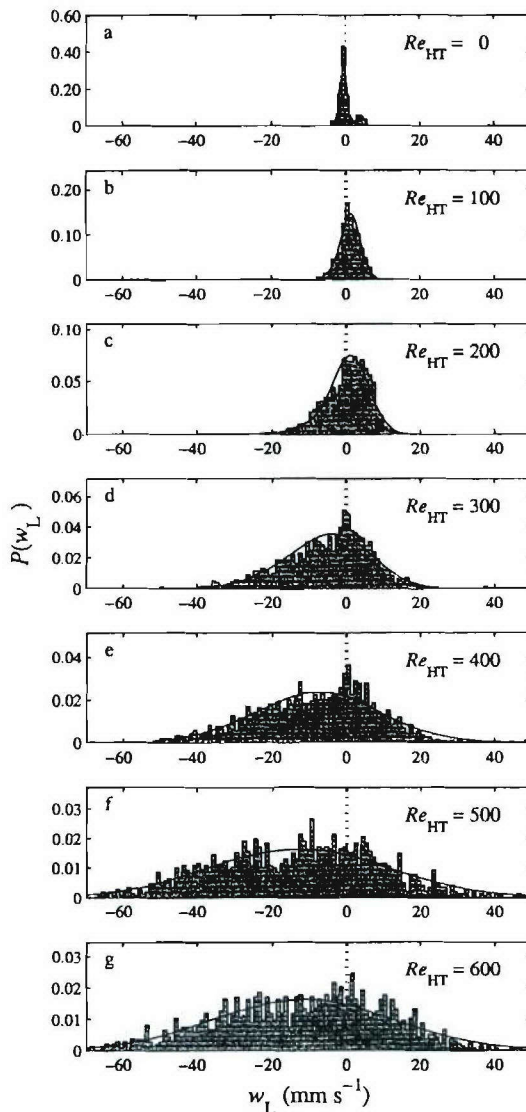 0.60
a
Re_HT = 0
0.40
0.20
0
−60 −40 −20 0 20 40
b
Re_HT = 100
0.20
0.10
0.00
−60 −40 −20 0 20 40
c
Re_HT = 200
0.10
0.05
0
−60 −40 −20 0 20 40
P(w_L)
d
Re_HT = 300
0.06
0.04
0.02
0
−60 −40 −20 0 20 40
e
Re_HT = 400
0.04
0.02
0
−60 −40 −20 0 20 40
f
Re_HT = 500
0.03
0.02
0.01
0
−60 −40 −20 0 20 40
g
Re_HT = 600
0.03
0.02
0.01
0
−60 −40 −20 0 20 40
w_L (mm s⁻¹)